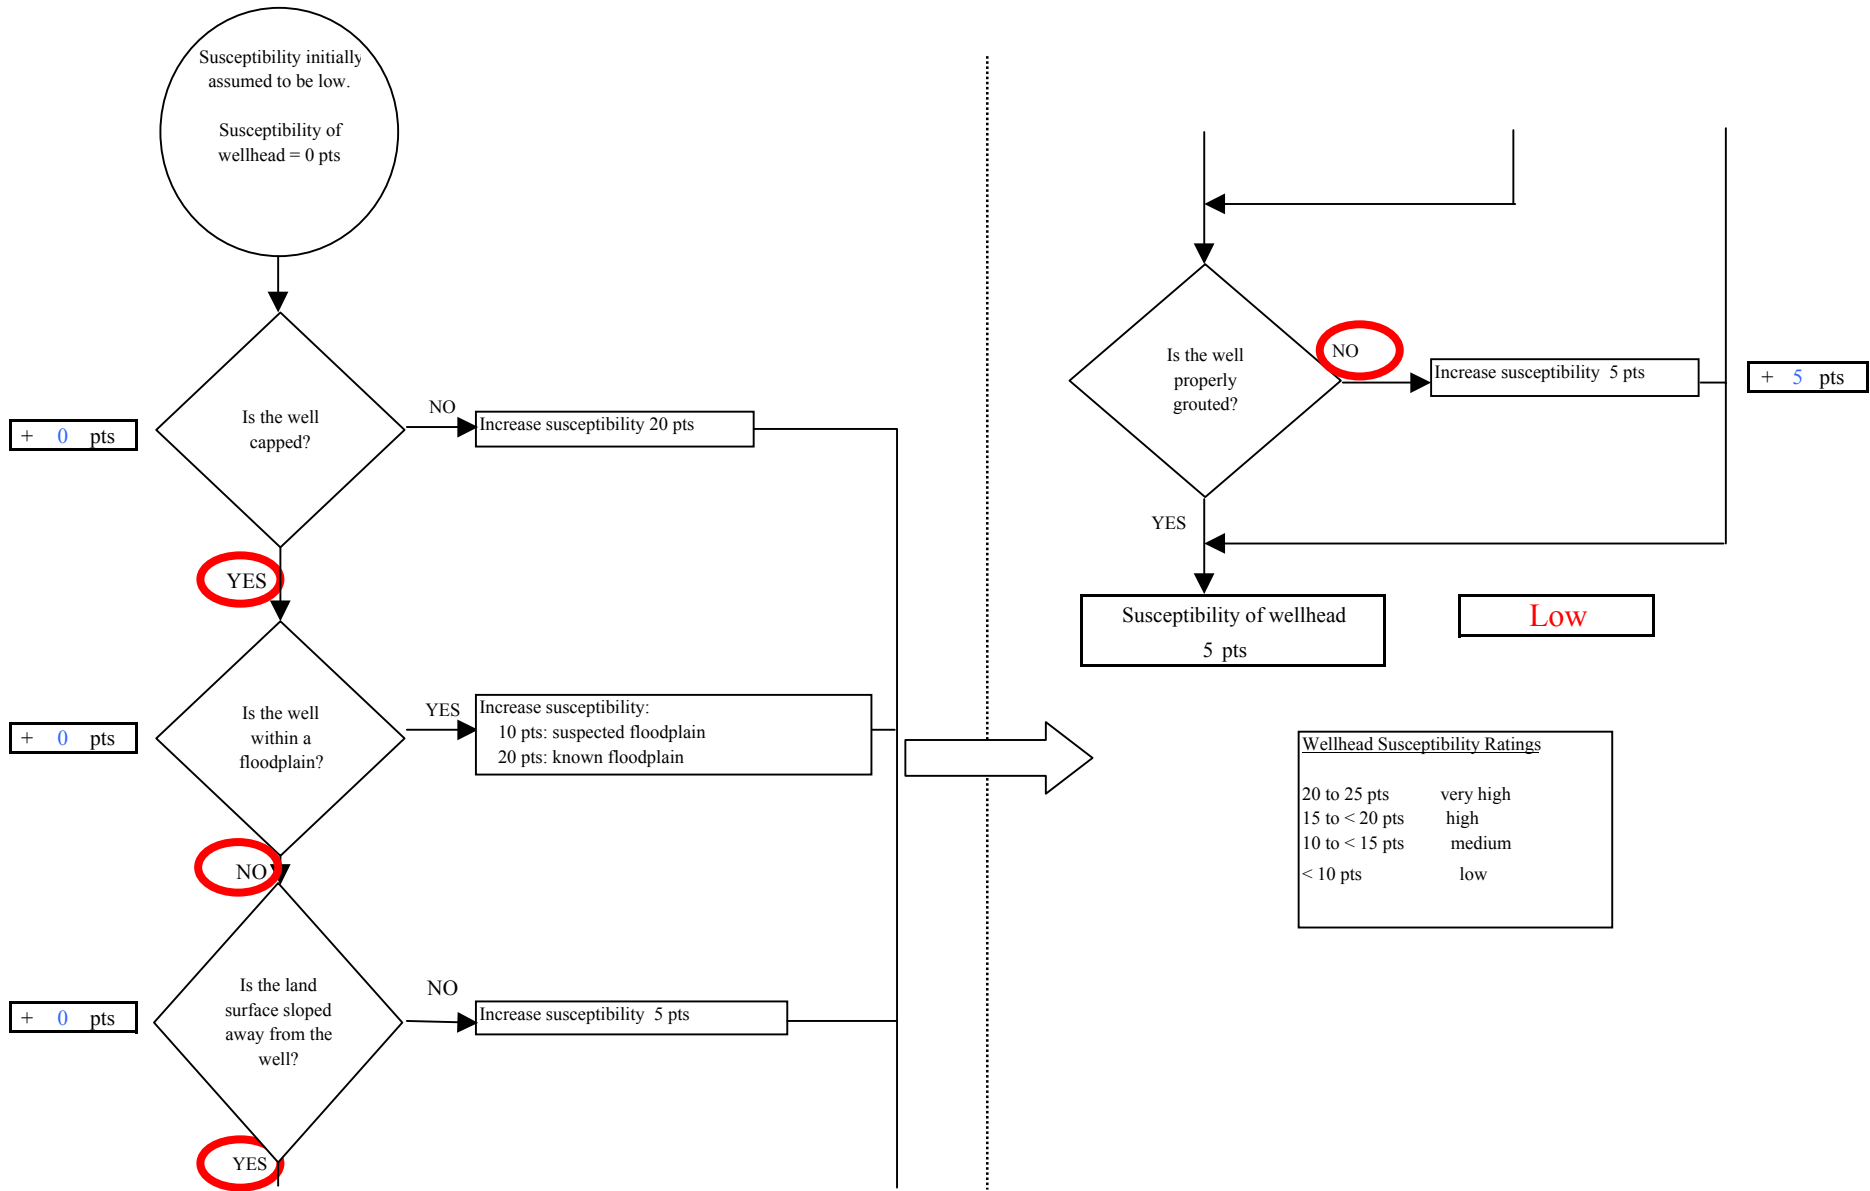 Susceptibility initially
assumed to be low.
Susceptibility of
wellhead = 0 pts
Is the well
capped?
NO
Increase susceptibility 20 pts
+ 0 pts
YES
Is the well
within a
floodplain?
YES
Increase susceptibility:
10 pts: suspected floodplain
20 pts: known floodplain
+ 0 pts
NO
Is the land
surface sloped
away from the
well?
NO
Increase susceptibility 5 pts
+ 0 pts
YES
Is the well
properly
grouted?
NO
Increase susceptibility 5 pts
+ 5 pts
YES
Susceptibility of wellhead
5 pts
Low
Wellhead Susceptibility Ratings
20 to 25 pts very high
15 to < 20 pts high
10 to < 15 pts medium
< 10 pts low